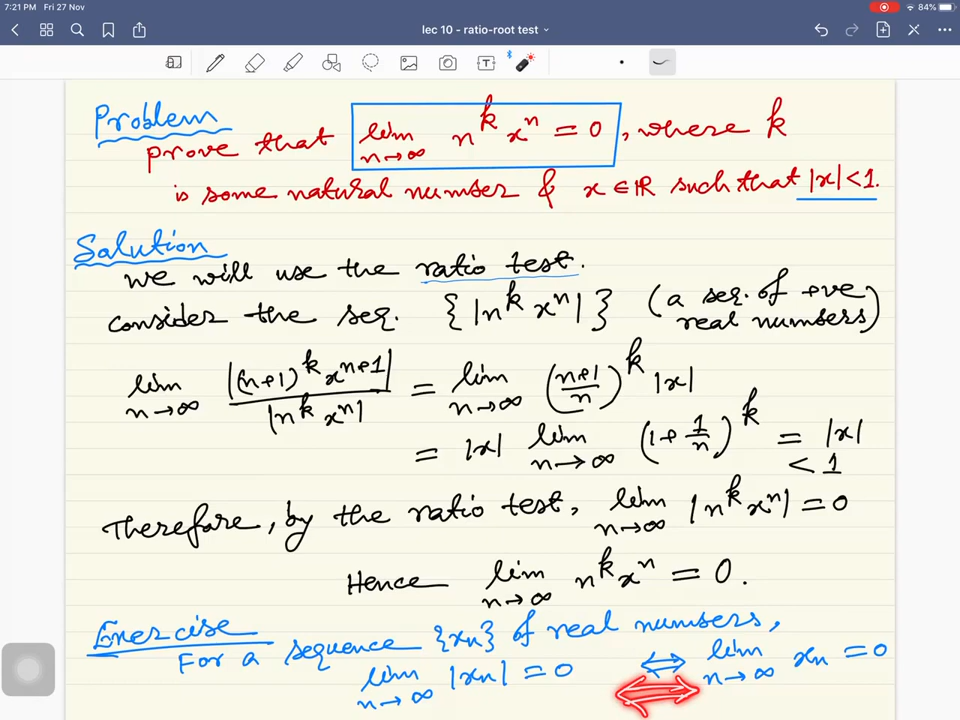 7:21 PM Fri 27 Nov
84%
lec 10 - ratio-root test
Problem
prove that lim n→∞ n^k x^n = 0, where k
is some natural number & x ∈ ℝ such that |x| < 1.
Solution
we will use the ratio test.
consider the seq. {|n^k x^n|} (a seq. of +ve real numbers)
lim n→∞ |(n+1)^k x^{n+1}| / |n^k x^n| = lim n→∞ ((n+1)/n)^k |x|
= |x| lim n→∞ (1 + 1/n)^k = |x|
< 1
Therefore, by the ratio test, lim n→∞ |n^k x^n| = 0
Hence lim n→∞ n^k x^n = 0.
Exercise
For a sequence {xn} of real numbers,
lim n→∞ |xn| = 0 ⇔ lim n→∞ xn = 0